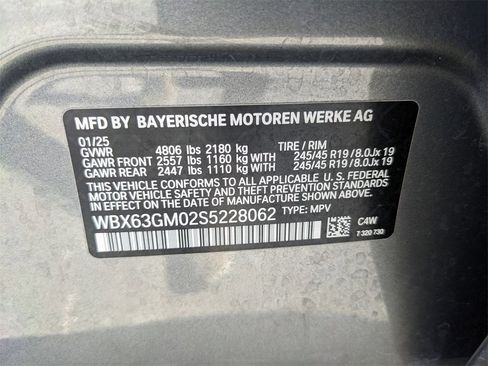 MFD BY BAYERISCHE MOTOREN WERKE AG
01/25 TIRE / RIM
GVWR 4806 lbs 2180 kg
GAWR FRONT 2557 lbs 1160 kg WITH 245/45 R19 / 8.0Jx 19
GAWR REAR 2447 lbs 1110 kg WITH 245/45 R19 / 8.0Jx 19
THIS VEHICLE CONFORMS TO ALL APPLICABLE U. S. FEDERAL
MOTOR VEHICLE SAFETY AND THEFT PREVENTION
STANDARDS IN EFFECT ON THE DATE OF MANUFACTURE SHOWN ABOVE.
WBX63GM02S5228062 TYPE: MPV
C4W
7 320 730